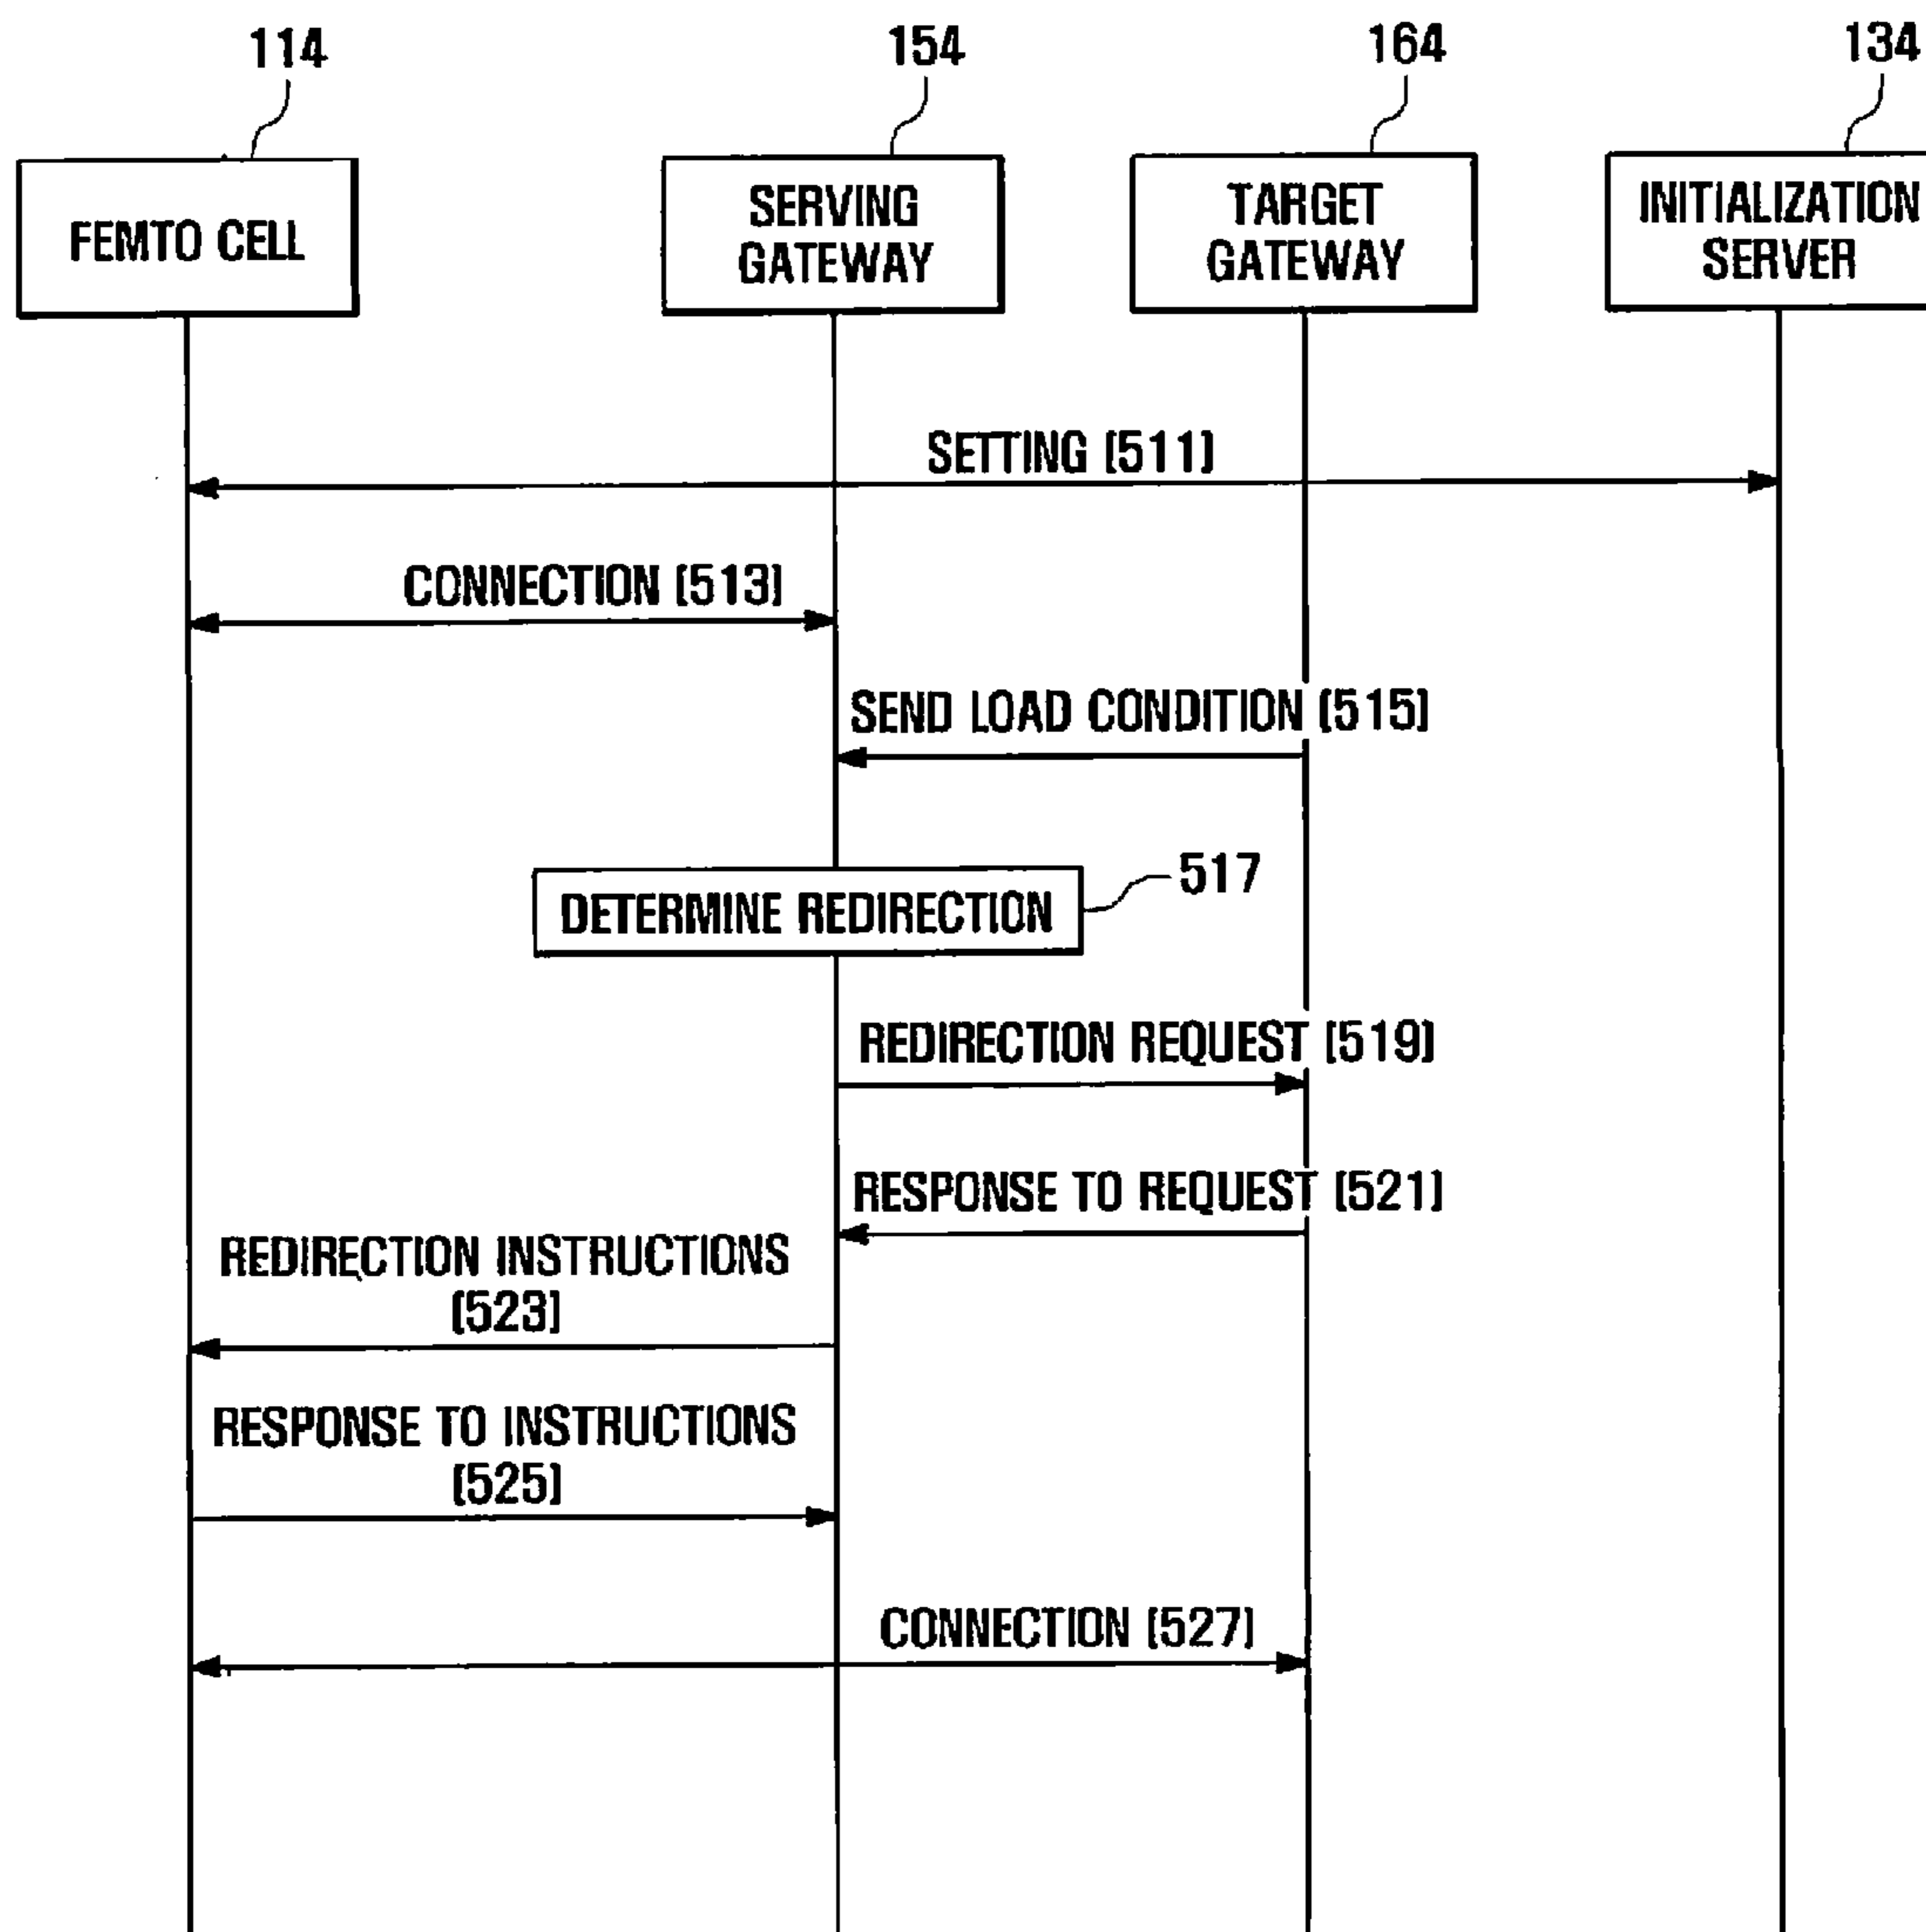 114
154
164
134
FEMTO CELL
SERVING
GATEWAY
TARGET
GATEWAY
INITIALIZATION
SERVER
SETTING (511)
CONNECTION (513)
SEND LOAD CONDITION (515)
517
DETERMINE REDIRECTION
REDIRECTION REQUEST (519)
RESPONSE TO REQUEST (521)
REDIRECTION INSTRUCTIONS
(523)
RESPONSE TO INSTRUCTIONS
(525)
CONNECTION (527)